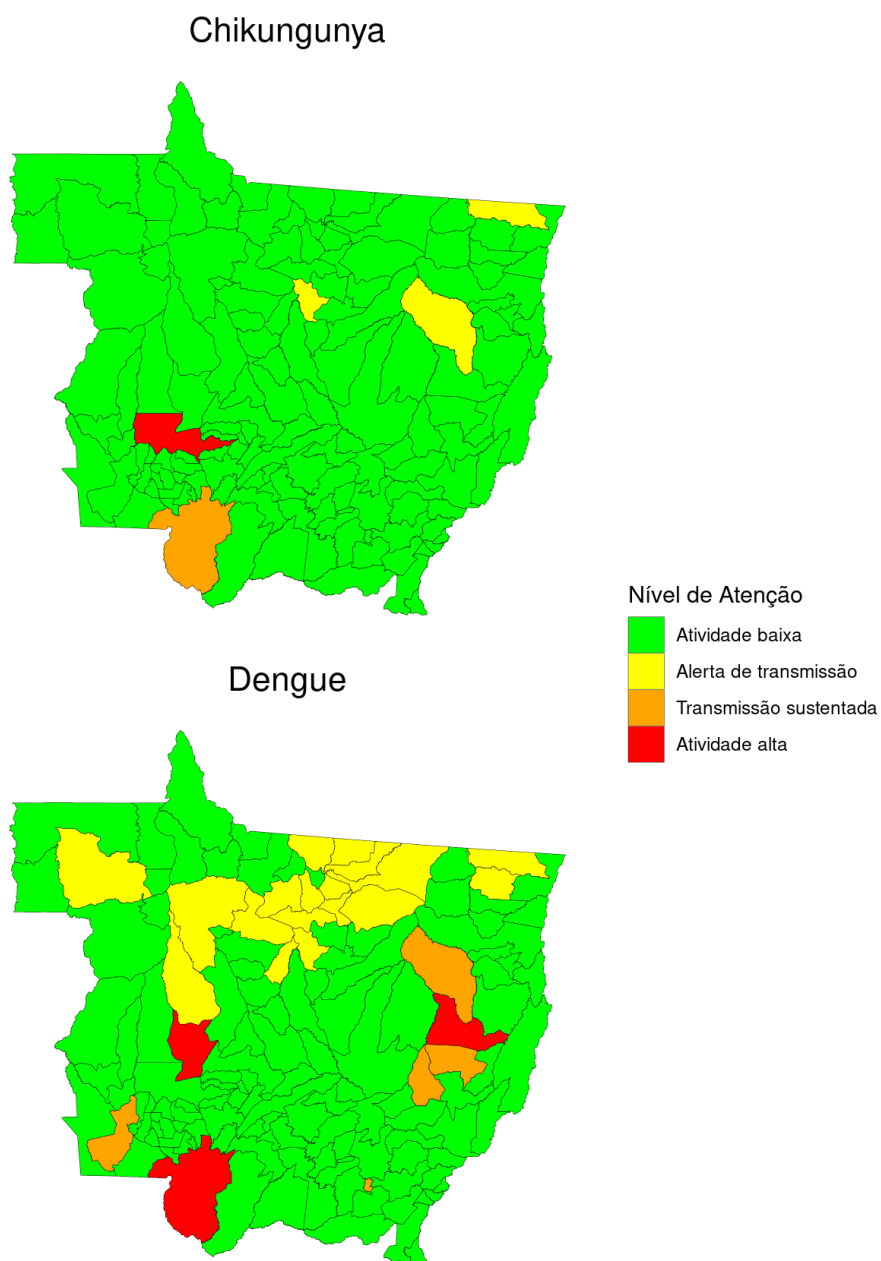 Chikungunya
Nível de Atenção
Atividade baixa
Alerta de transmissão
Transmissão sustentada
Atividade alta
Dengue